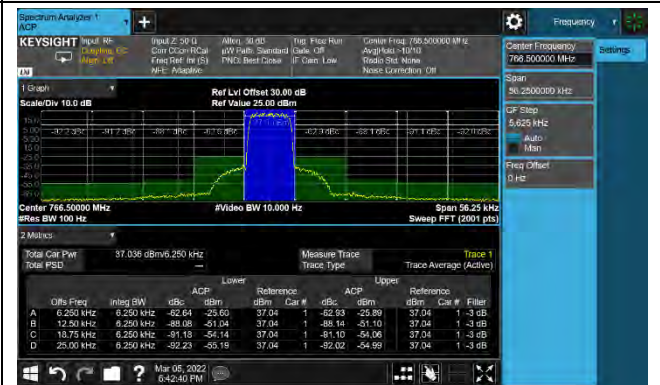 Spectrum Analyzer 1
ACP
+
Frequency
KEYSIGHT
Input: RF
Coupling: DC
Align: Off
Input Z: 50 Ω
Corr CCorr RCal
Freq Ref: Int (S)
NFE: Adaptive
Atten: 30 dB
µW Path: Standard
PNO: Best Close
Trig: Free Run
Gate: Off
IF Gain: Low
Center Freq: 766.500000 MHz
Avg|Hold: >10/10
Radio Std: None
Noise Correction: Off
Center Frequency
766.500000 MHz
Settings
Span
56.2500000 kHz
CF Step
5.625 kHz
Auto
Man
Freq Offset
0 Hz
1 Graph
Scale/Div 10.0 dB
Ref Lvl Offset 30.00 dB
Ref Value 25.00 dBm
Center 766.50000 MHz
#Video BW 10.000 Hz
Span 56.25 kHz
#Res BW 100 Hz
Sweep FFT (2001 pts)
2 Metrics
Total Car Pwr 37.036 dBm/6.250 kHz Measure Trace Trace 1
Total PSD --- Trace Type Trace Average (Active)
Lower Upper
ACP Reference ACP Reference
Offs Freq Integ BW dBc dBm dBm Car # dBc dBm dBm Car # Filter
A 6.250 kHz 6.250 kHz -62.64 -25.60 37.04 1 -62.93 -25.89 37.04 1 -3 dB
B 12.50 kHz 6.250 kHz -88.08 -51.04 37.04 1 -88.14 -51.10 37.04 1 -3 dB
C 18.75 kHz 6.250 kHz -91.18 -54.14 37.04 1 -91.10 -54.06 37.04 1 -3 dB
D 25.00 kHz 6.250 kHz -92.23 -55.19 37.04 1 -92.02 -54.99 37.04 1 -3 dB
?
Mar 05, 2022
5:42:40 PM